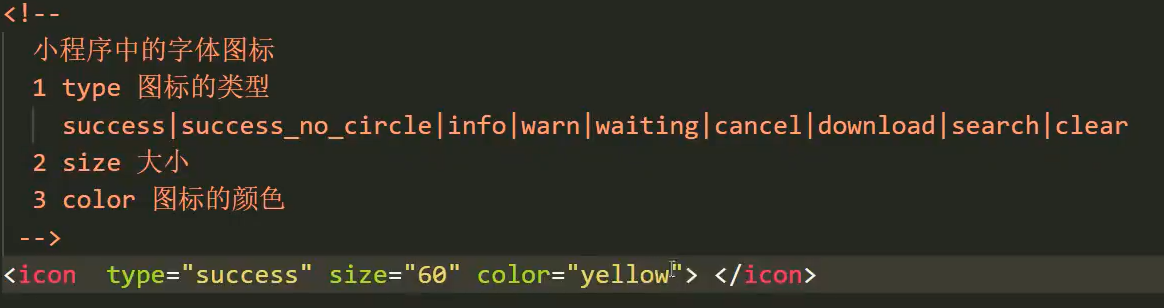 <!--
小程序中的字体图标
1 type 图标的类型
success|success_no_circle|info|warn|waiting|cancel|download|search|clear
2 size 大小
3 color 图标的颜色
-->
<icon  type="success" size="60" color="yellow"> </icon>